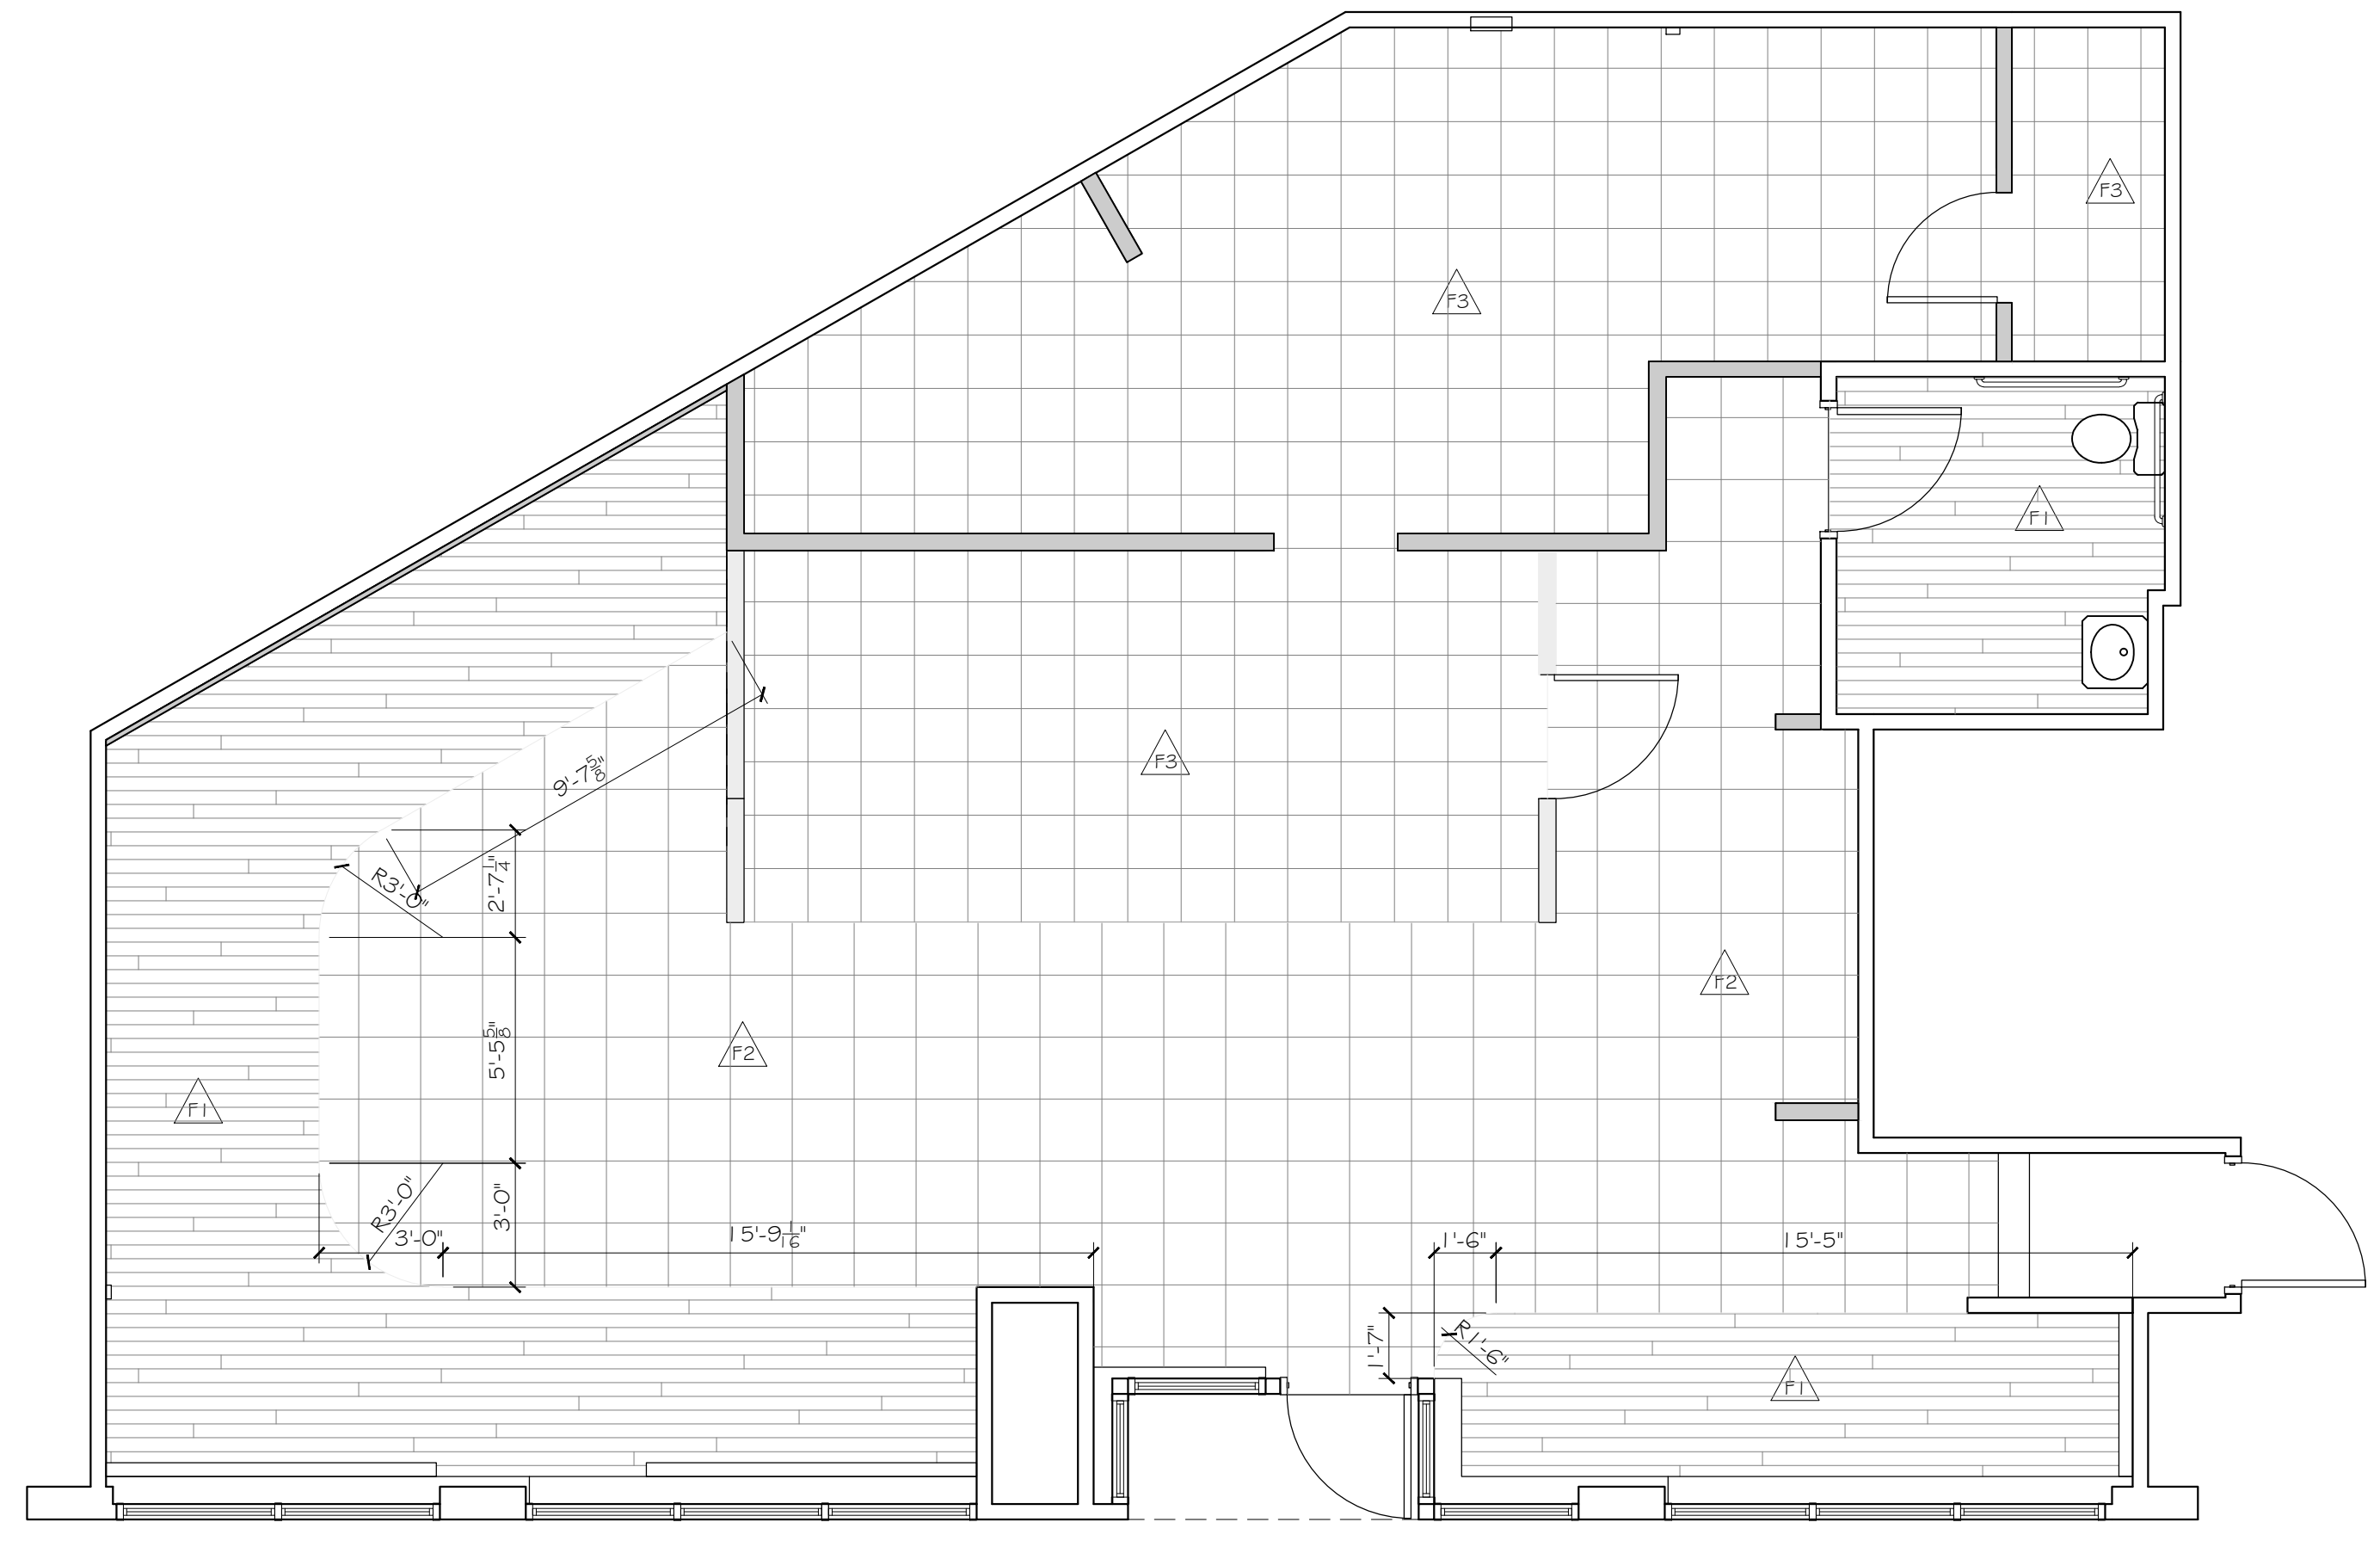 F3
F3
F1
F3
9'-7 5/8"
R3'-0"
2'-7 1/4"
F2
5'-5 5/8"
F2
F1
R3'-0"
3'-0"
3'-0"
15'-9 1/16"
1'-6"
15'-5"
1'-7"
R1'-6"
F1